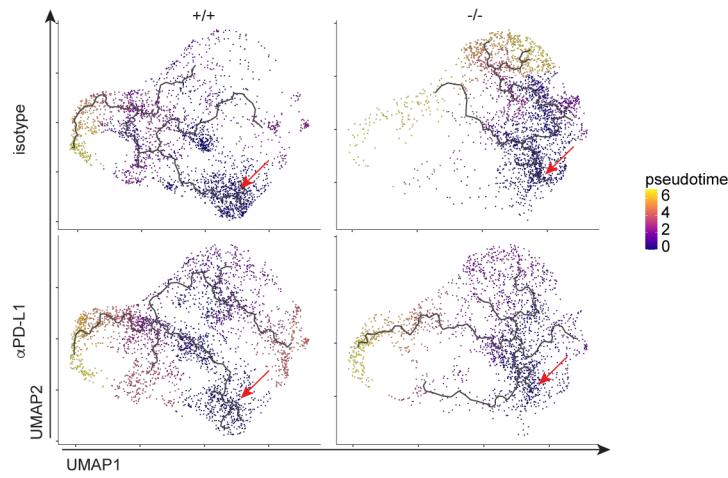 +/+
-/-
isotype
pseudotime
6
4
2
0
αPD-L1
UMAP2
UMAP1